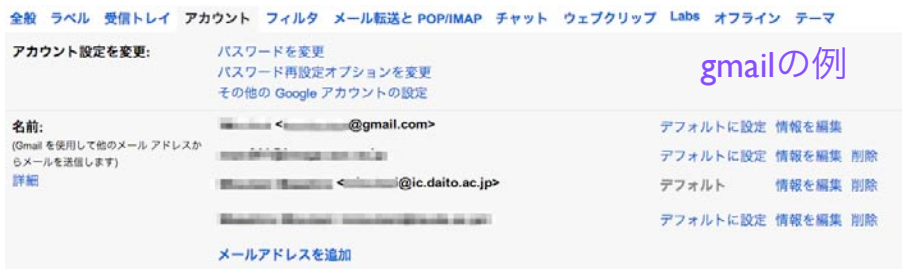 全般 ラベル 受信トレイ アカウント フィルタ メール転送と POP/IMAP チャット ウェブクリップ Labs オフライン テーマ
アカウント設定を変更: パスワードを変更
gmailの例
パスワード再設定オプションを変更
その他の Google アカウントの設定
名前: < @gmail.com> デフォルトに設定 情報を編集
(Gmail を使用して他のメール アドレスか
らメールを送信します)
デフォルトに設定 情報を編集 削除
詳細 < @ic.daito.ac.jp> デフォルト 情報を編集 削除
デフォルトに設定 情報を編集 削除
メールアドレスを追加